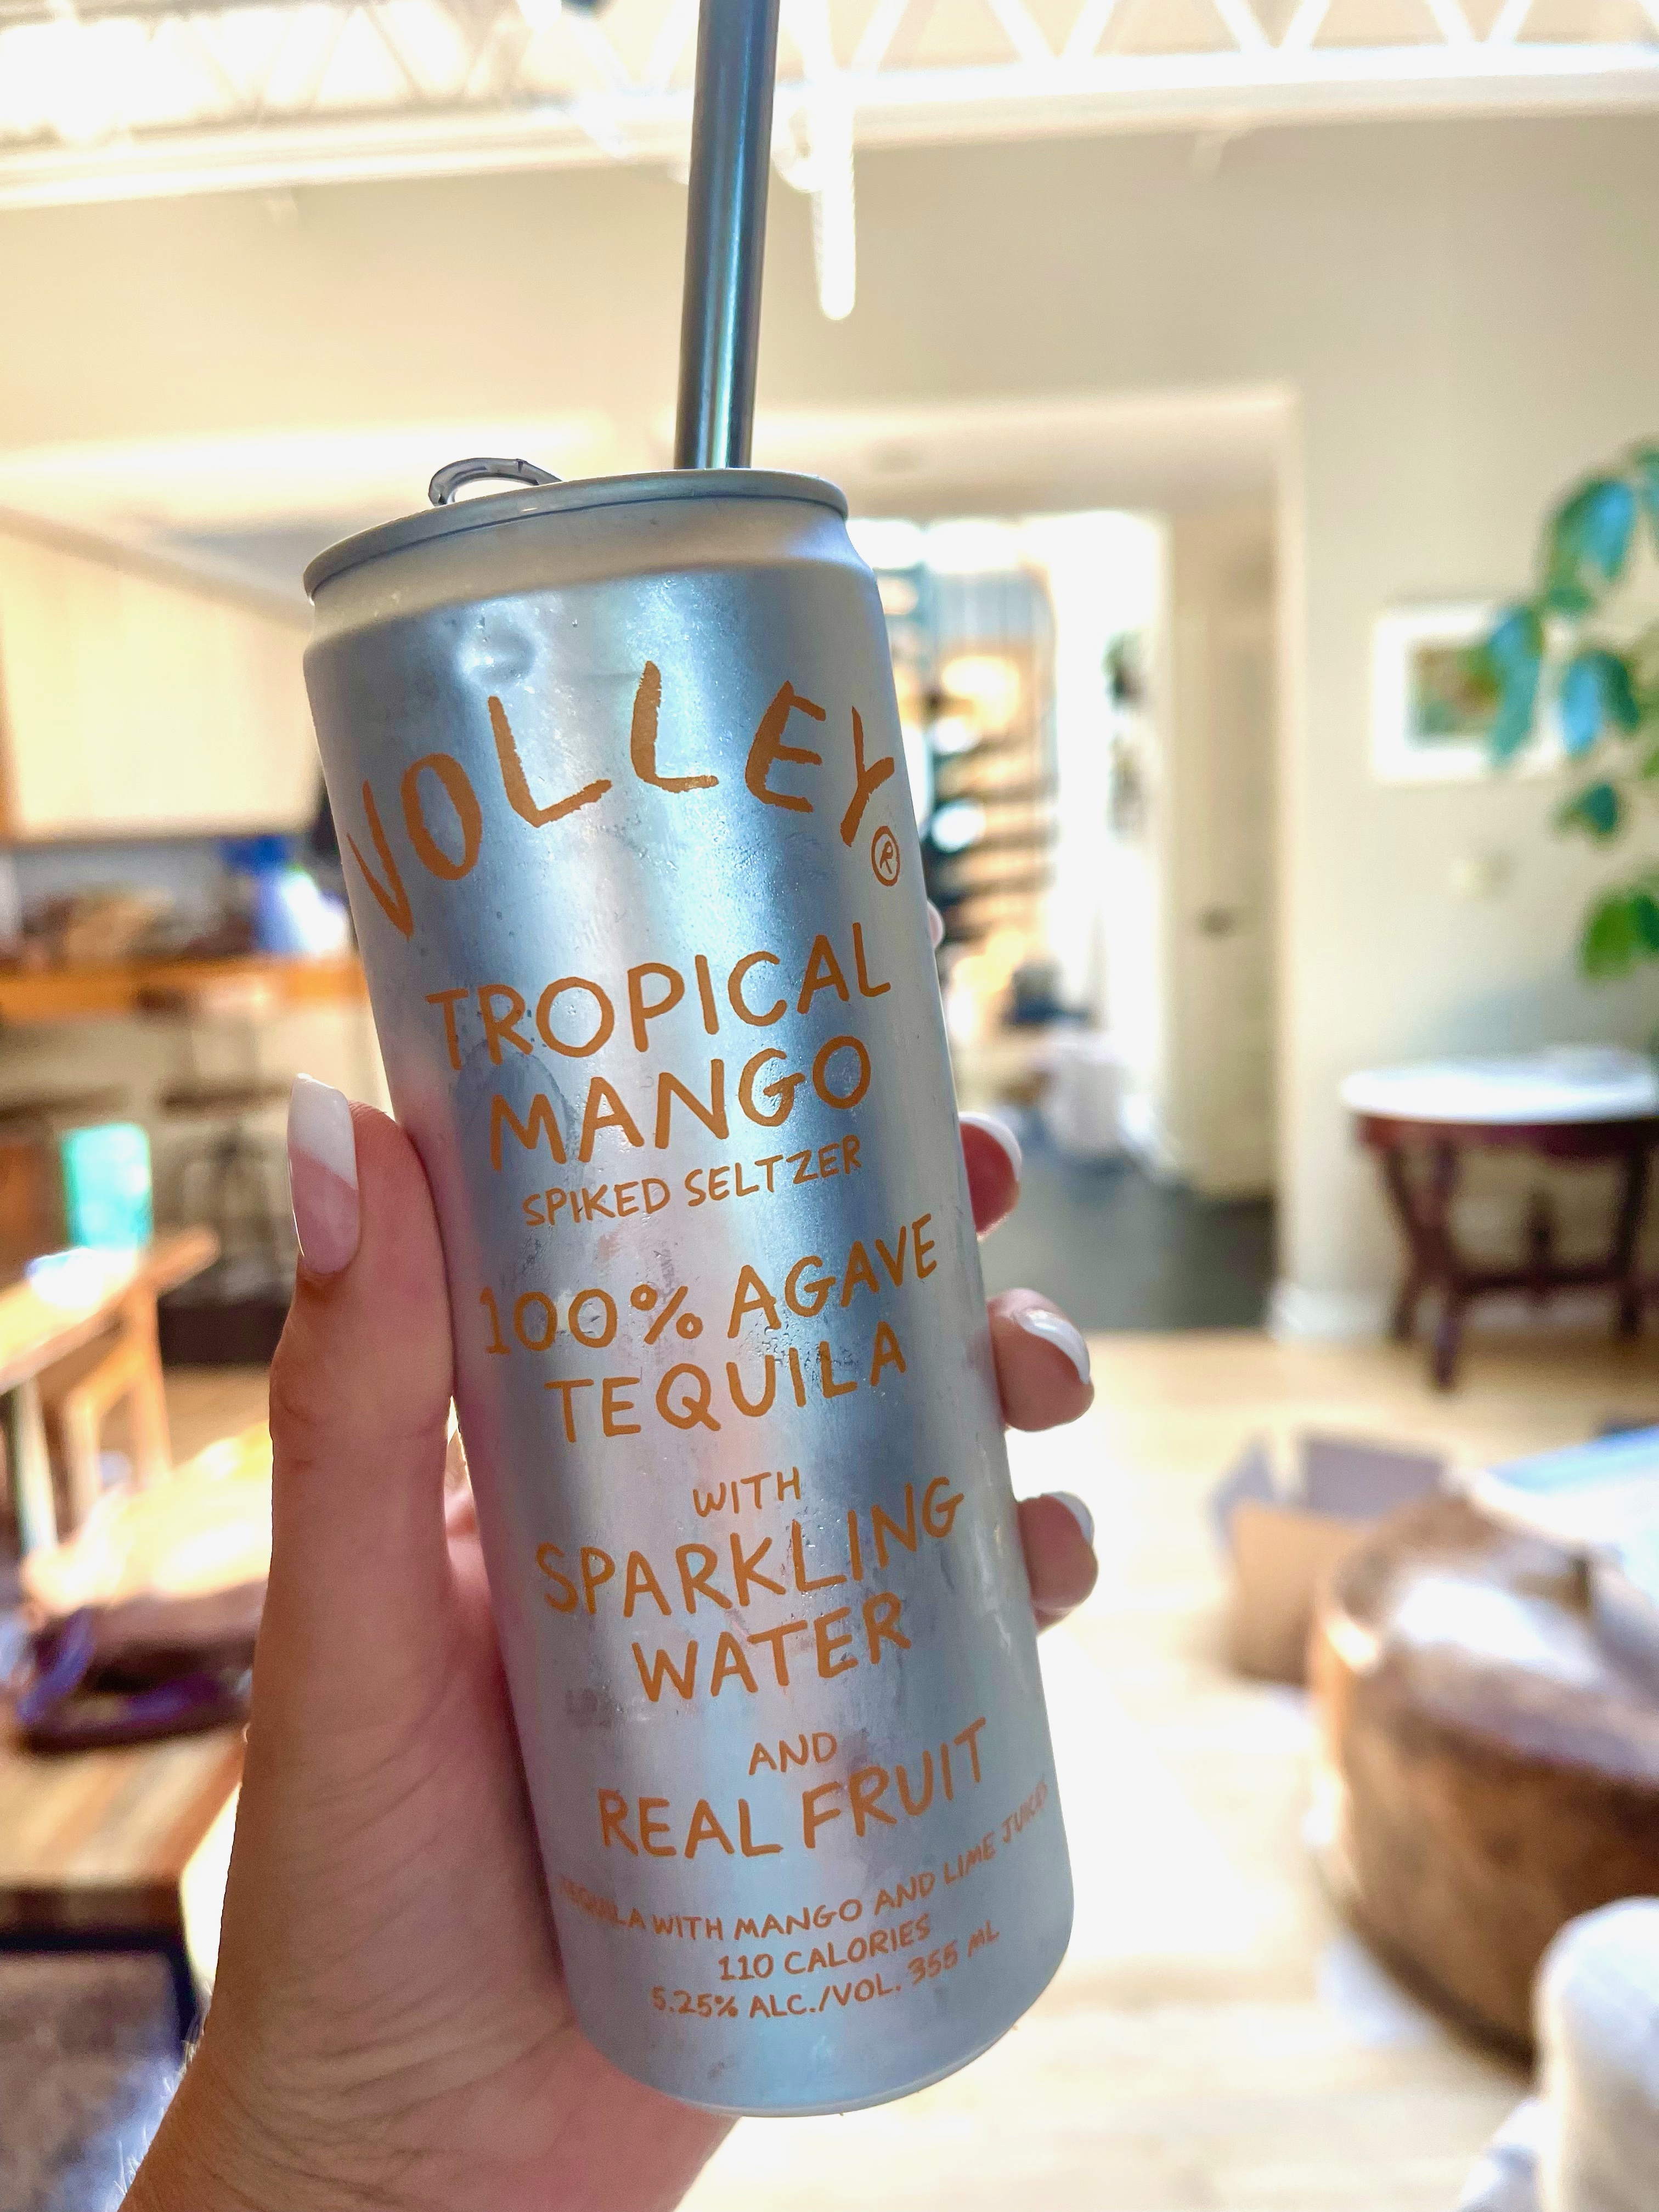 VOLLEY®
TROPICAL
MANGO
SPIKED SELTZER
100% AGAVE
TEQUILA
WITH
SPARKLING
WATER
AND
REAL FRUIT
TEQUILA WITH MANGO AND LIME JUICES
110 CALORIES
5.25% ALC./VOL. 355 ML